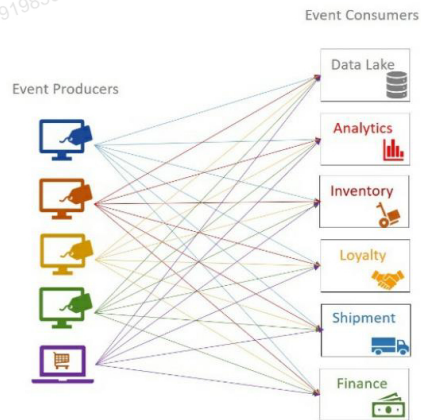 Event Consumers
Event Producers
Data Lake
Analytics
Inventory
Loyalty
Shipment
Finance